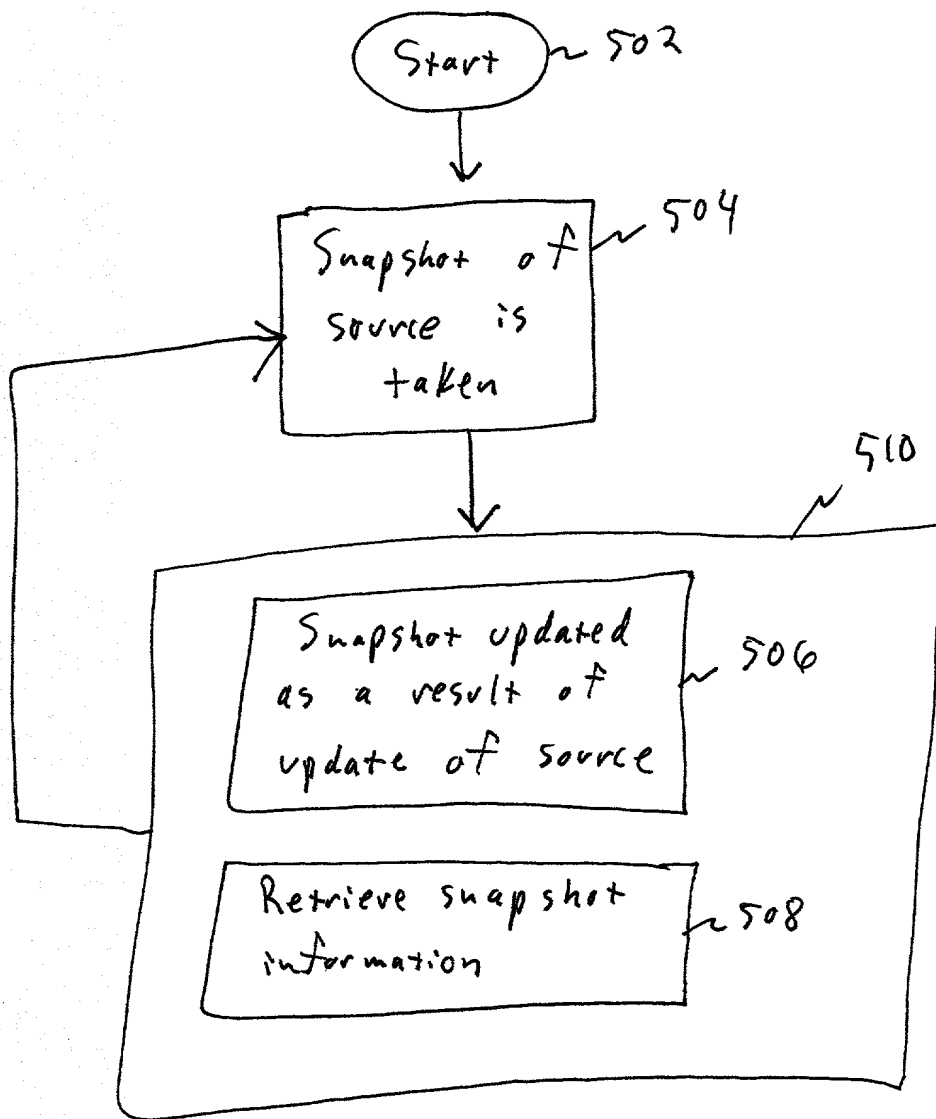 Start 502
504
Snapshot of
source is
taken
510
Snapshot updated
as a result of
update of source
506
Retrieve snapshot
information
508